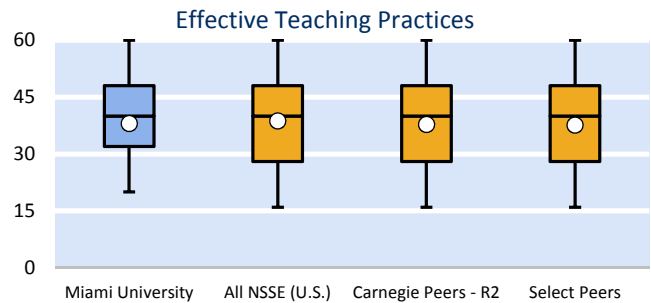 Effective Teaching Practices
60
45
30
15
0
Miami University All NSSE (U.S.) Carnegie Peers - R2 Select Peers